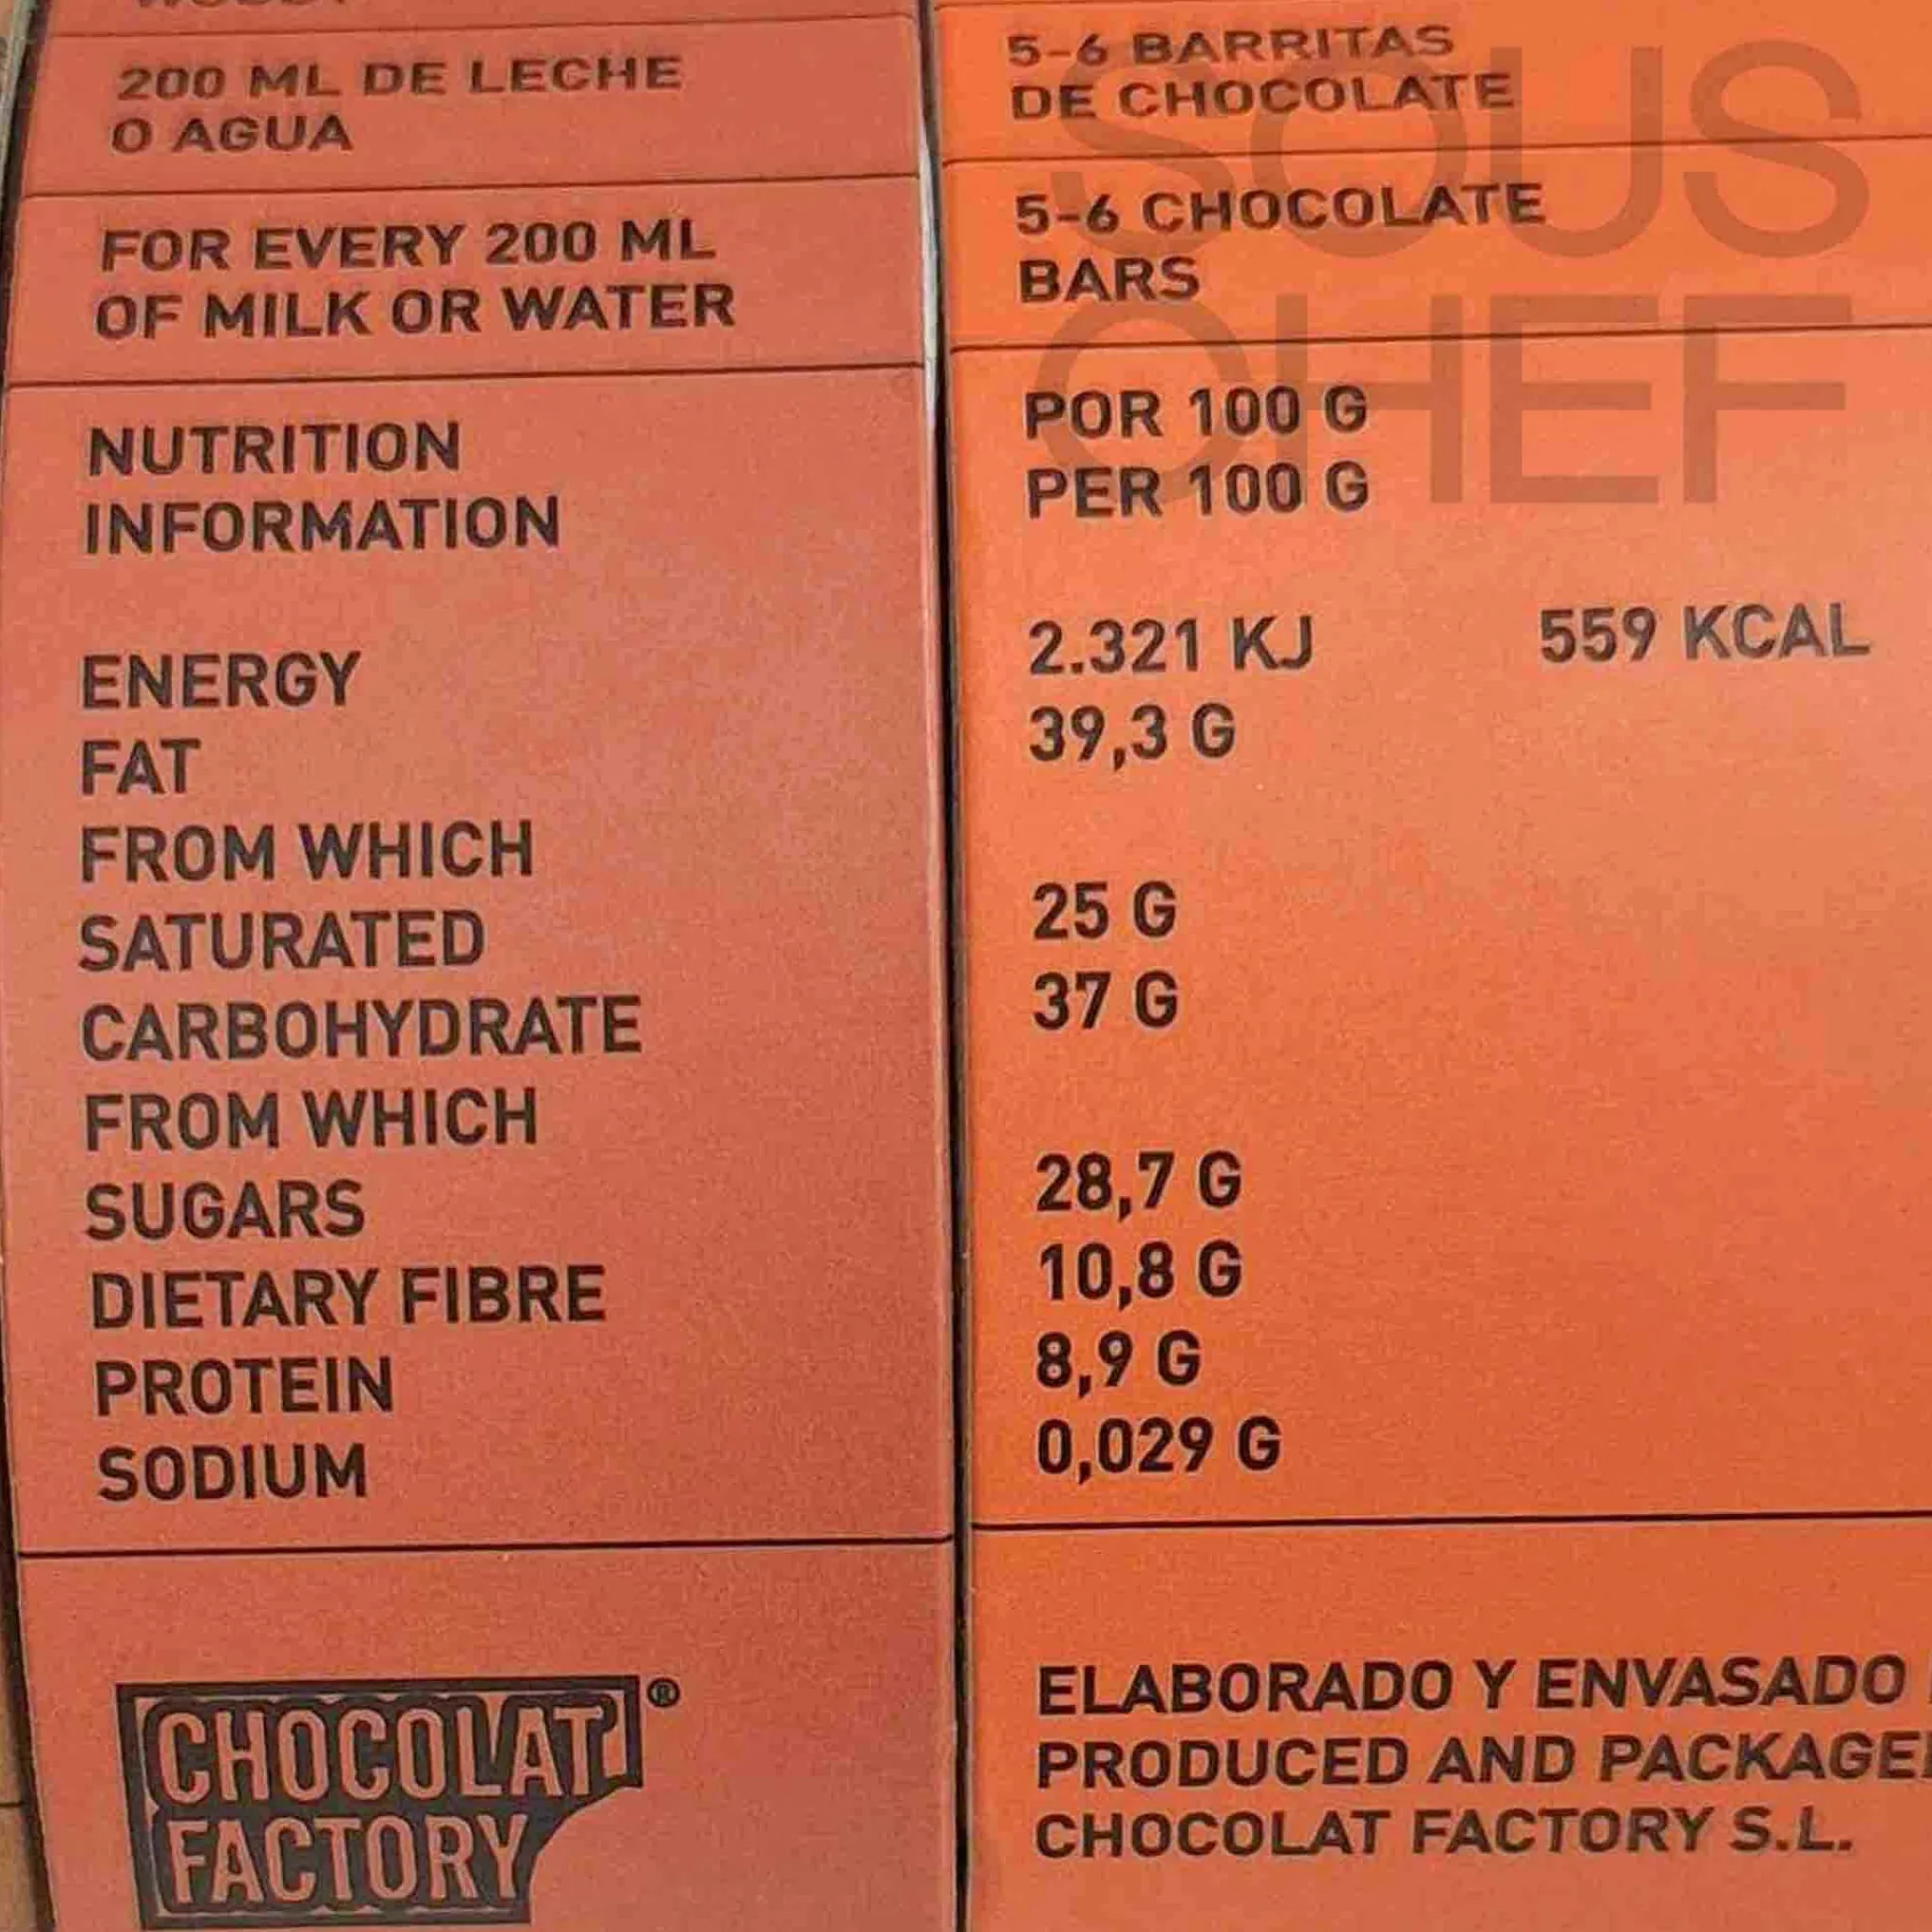 200 ML DE LECHE
O AGUA
5-6 BARRITAS
DE CHOCOLATE
FOR EVERY 200 ML
OF MILK OR WATER
5-6 CHOCOLATE
BARS
NUTRITION
INFORMATION
POR 100 G
PER 100 G
ENERGY
2.321 KJ 559 KCAL
FAT
39,3 G
FROM WHICH
SATURATED
25 G
CARBOHYDRATE
37 G
FROM WHICH
SUGARS
28,7 G
DIETARY FIBRE
10,8 G
PROTEIN
8,9 G
SODIUM
0,029 G
CHOCOLAT
FACTORY
®
ELABORADO Y ENVASADO
PRODUCED AND PACKAGED
CHOCOLAT FACTORY S.L.
SOUS
CHEF